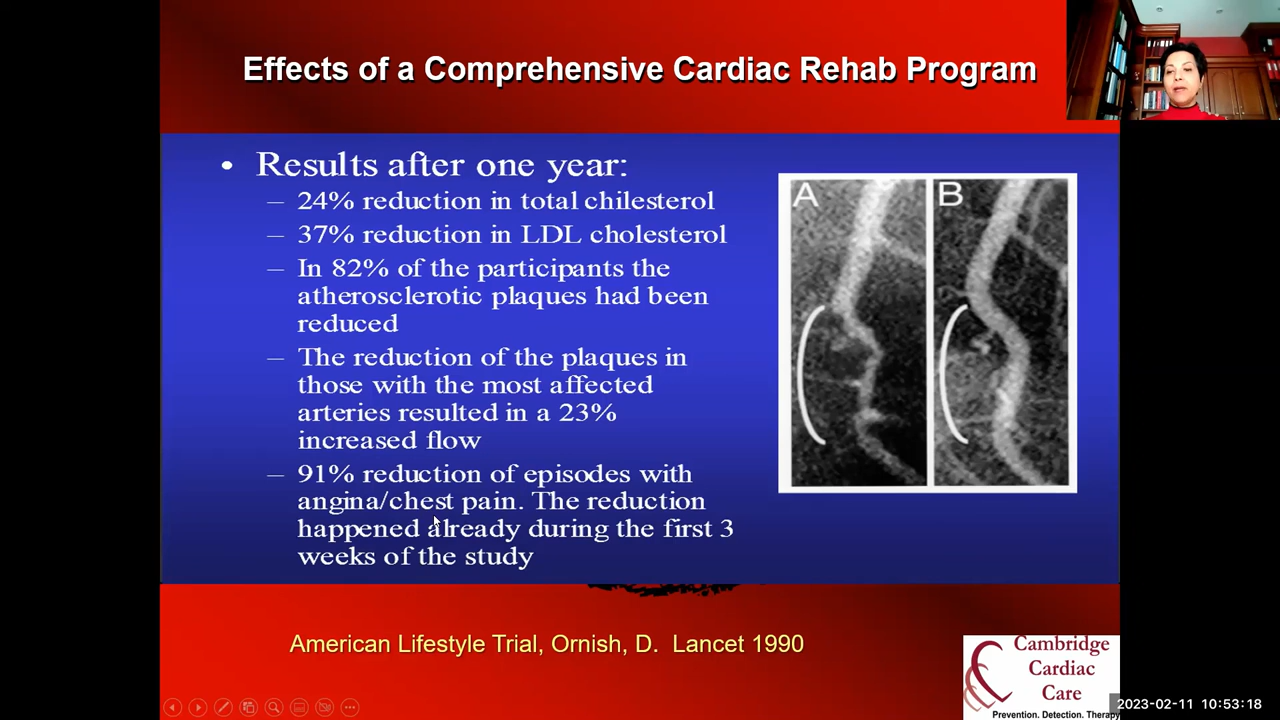 Effects of a Comprehensive Cardiac Rehab Program
• Results after one year:
– 24% reduction in total chilesterol
– 37% reduction in LDL cholesterol
– In 82% of the participants the
atherosclerotic plaques had been
reduced
– The reduction of the plaques in
those with the most affected
arteries resulted in a 23%
increased flow
– 91% reduction of episodes with
angina/chest pain. The reduction
happened already during the first 3
weeks of the study
A
B
American Lifestyle Trial, Ornish, D. Lancet 1990
Cambridge
Cardiac
Care
Prevention. Detection. Therapy
2023-02-11 10:53:18